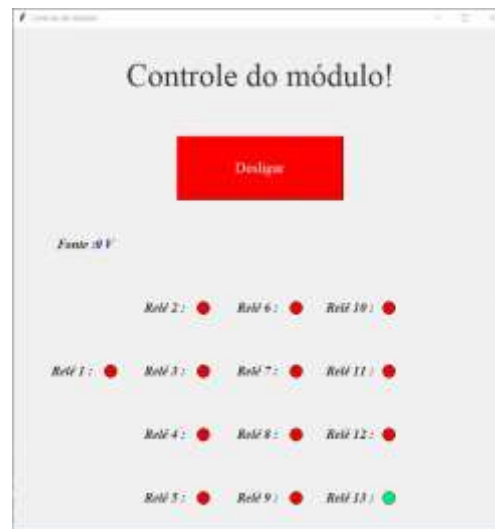 Controle do módulo!
Desligar
Fonte :0 V
Relé 2 : Relé 6 : Relé 10 :
Relé 1 : Relé 3 : Relé 7 : Relé 11 :
Relé 4 : Relé 8 : Relé 12 :
Relé 5 : Relé 9 : Relé 13 :